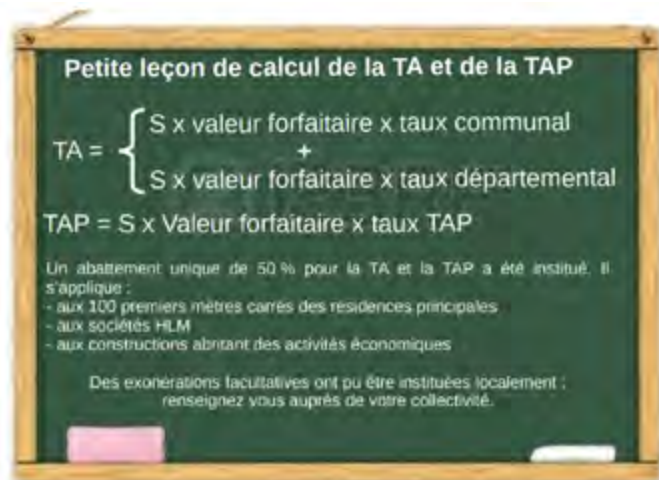 Petite leçon de calcul de la TA et de la TAP
S x valeur forfaitaire x taux communal
TA = { +
S x valeur forfaitaire x taux départemental
TAP = S x Valeur forfaitaire x taux TAP
Un abattement unique de 50 % pour la TA et la TAP a été institué. Il
s'applique :
- aux 100 premiers mètres carrés des résidences principales
- aux sociétés HLM
- aux constructions abritant des activités économiques
Des exonérations facultatives ont pu être instituées localement :
renseignez vous auprès de votre collectivité.